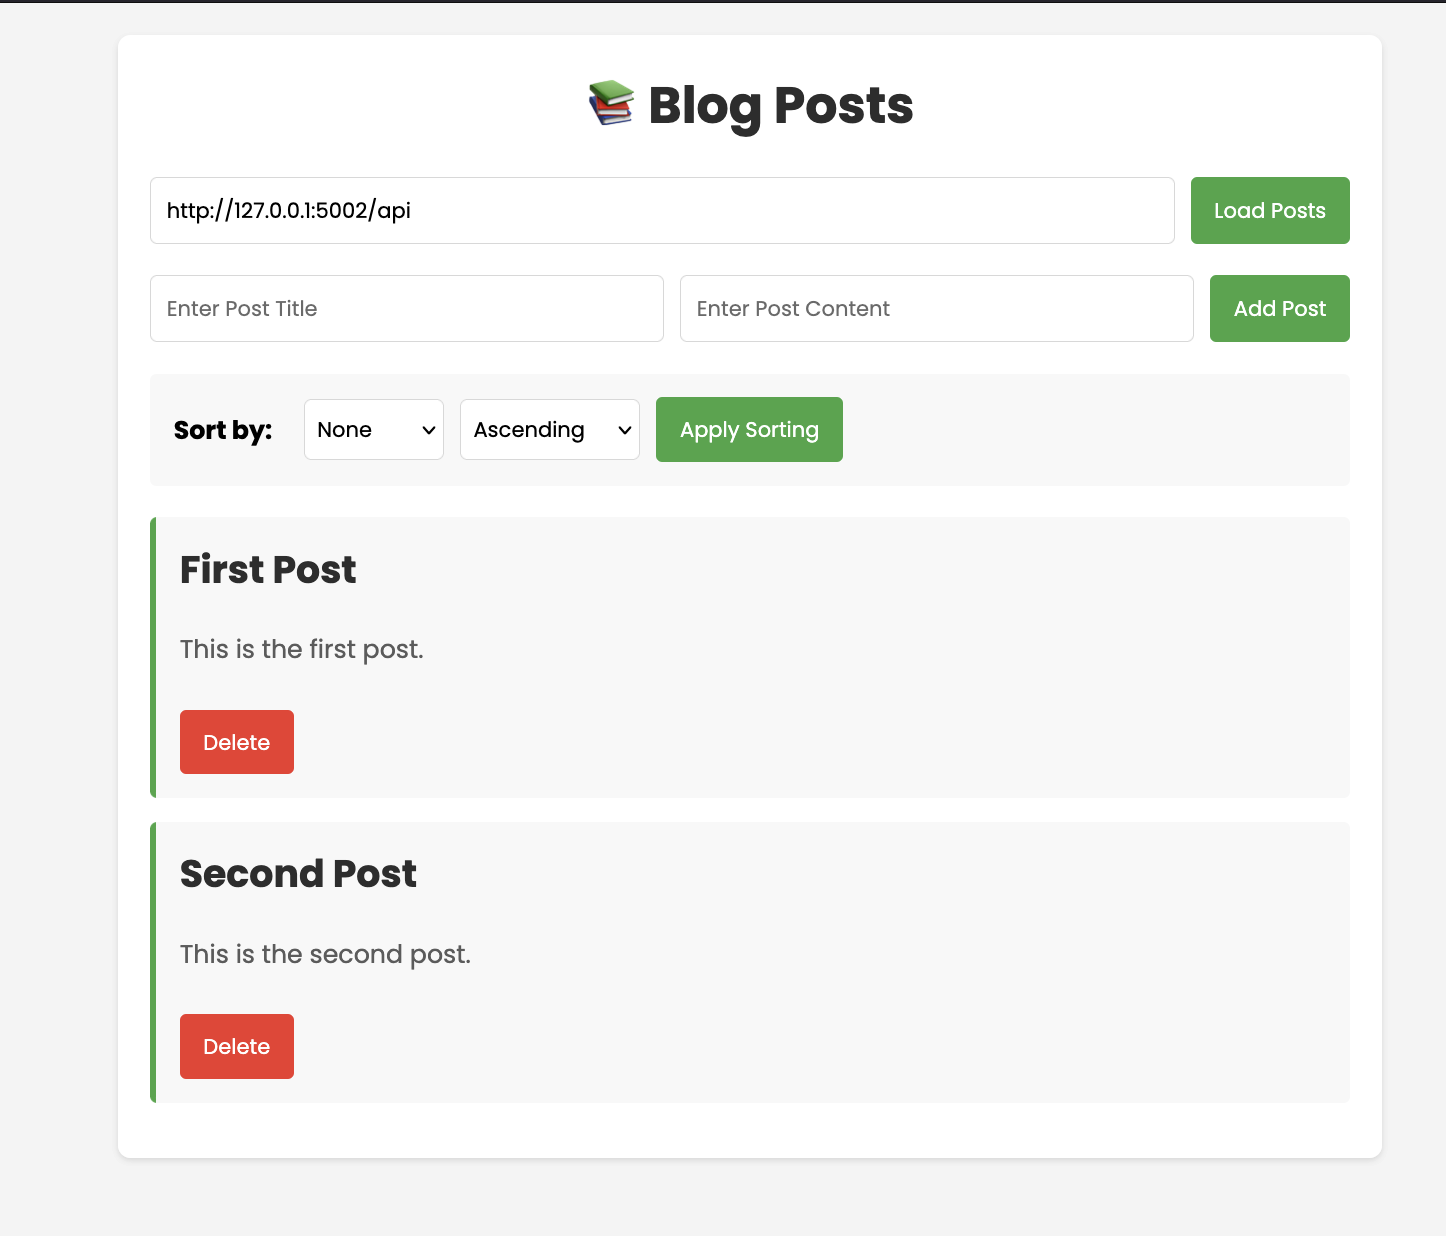 📚 Blog Posts
http://127.0.0.1:5002/api
Load Posts
Enter Post Title
Enter Post Content
Add Post
Sort by:
None
Ascending
Apply Sorting
First Post
This is the first post.
Delete
Second Post
This is the second post.
Delete